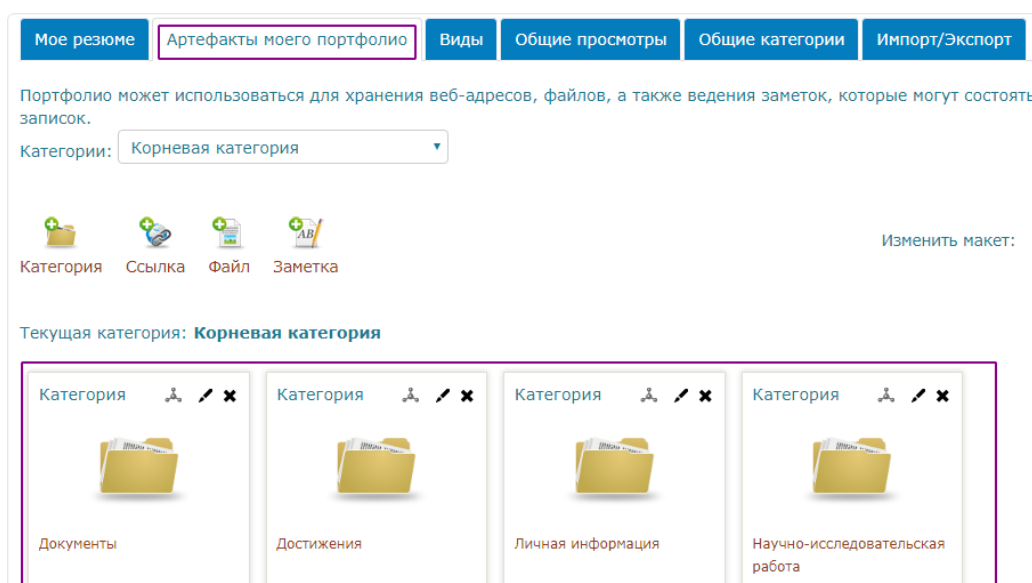 Мое резюме Артефакты моего портфолио Виды Общие просмотры Общие категории Импорт/Экспорт
Портфолио может использоваться для хранения веб-адресов, файлов, а также ведения заметок, которые могут состоять
записок.
Категории: Корневая категория
Категория Ссылка Файл Заметка
Изменить макет:
Текущая категория: Корневая категория
Категория Категория Категория Категория
Документы Достижения Личная информация Научно-исследовательская
работа